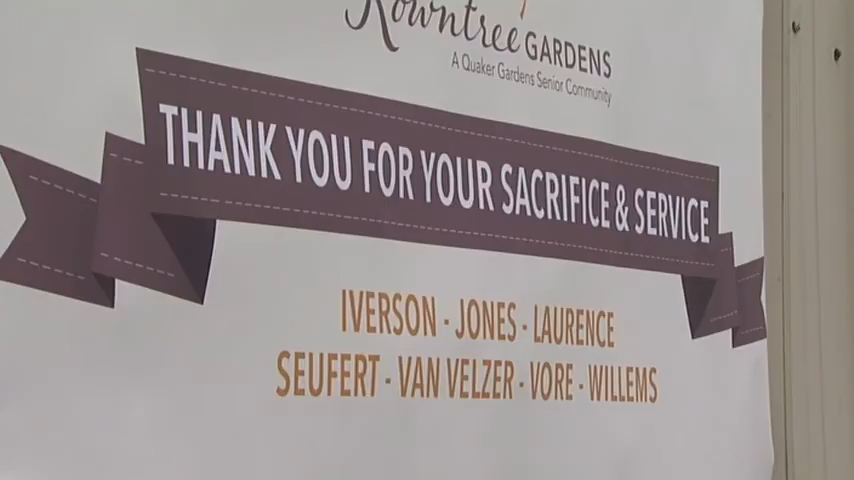 Rowntree GARDENS
A Quaker Gardens Senior Community
THANK YOU FOR YOUR SACRIFICE & SERVICE
IVERSON - JONES - LAURENCE
SEUFERT - VAN VELZER - VORE - WILLEMS